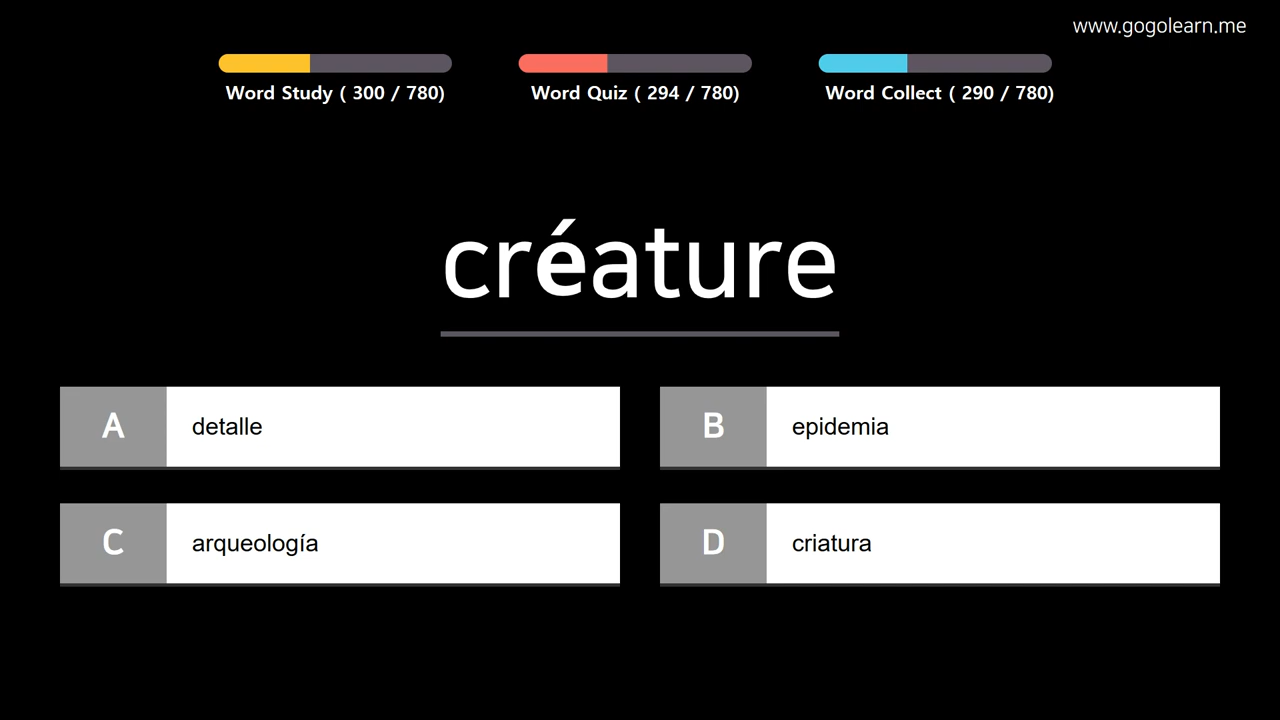 www.gogolearn.me
Word Study ( 300 / 780)
Word Quiz ( 294 / 780)
Word Collect ( 290 / 780)
créature
A
detalle
B
epidemia
C
arqueología
D
criatura